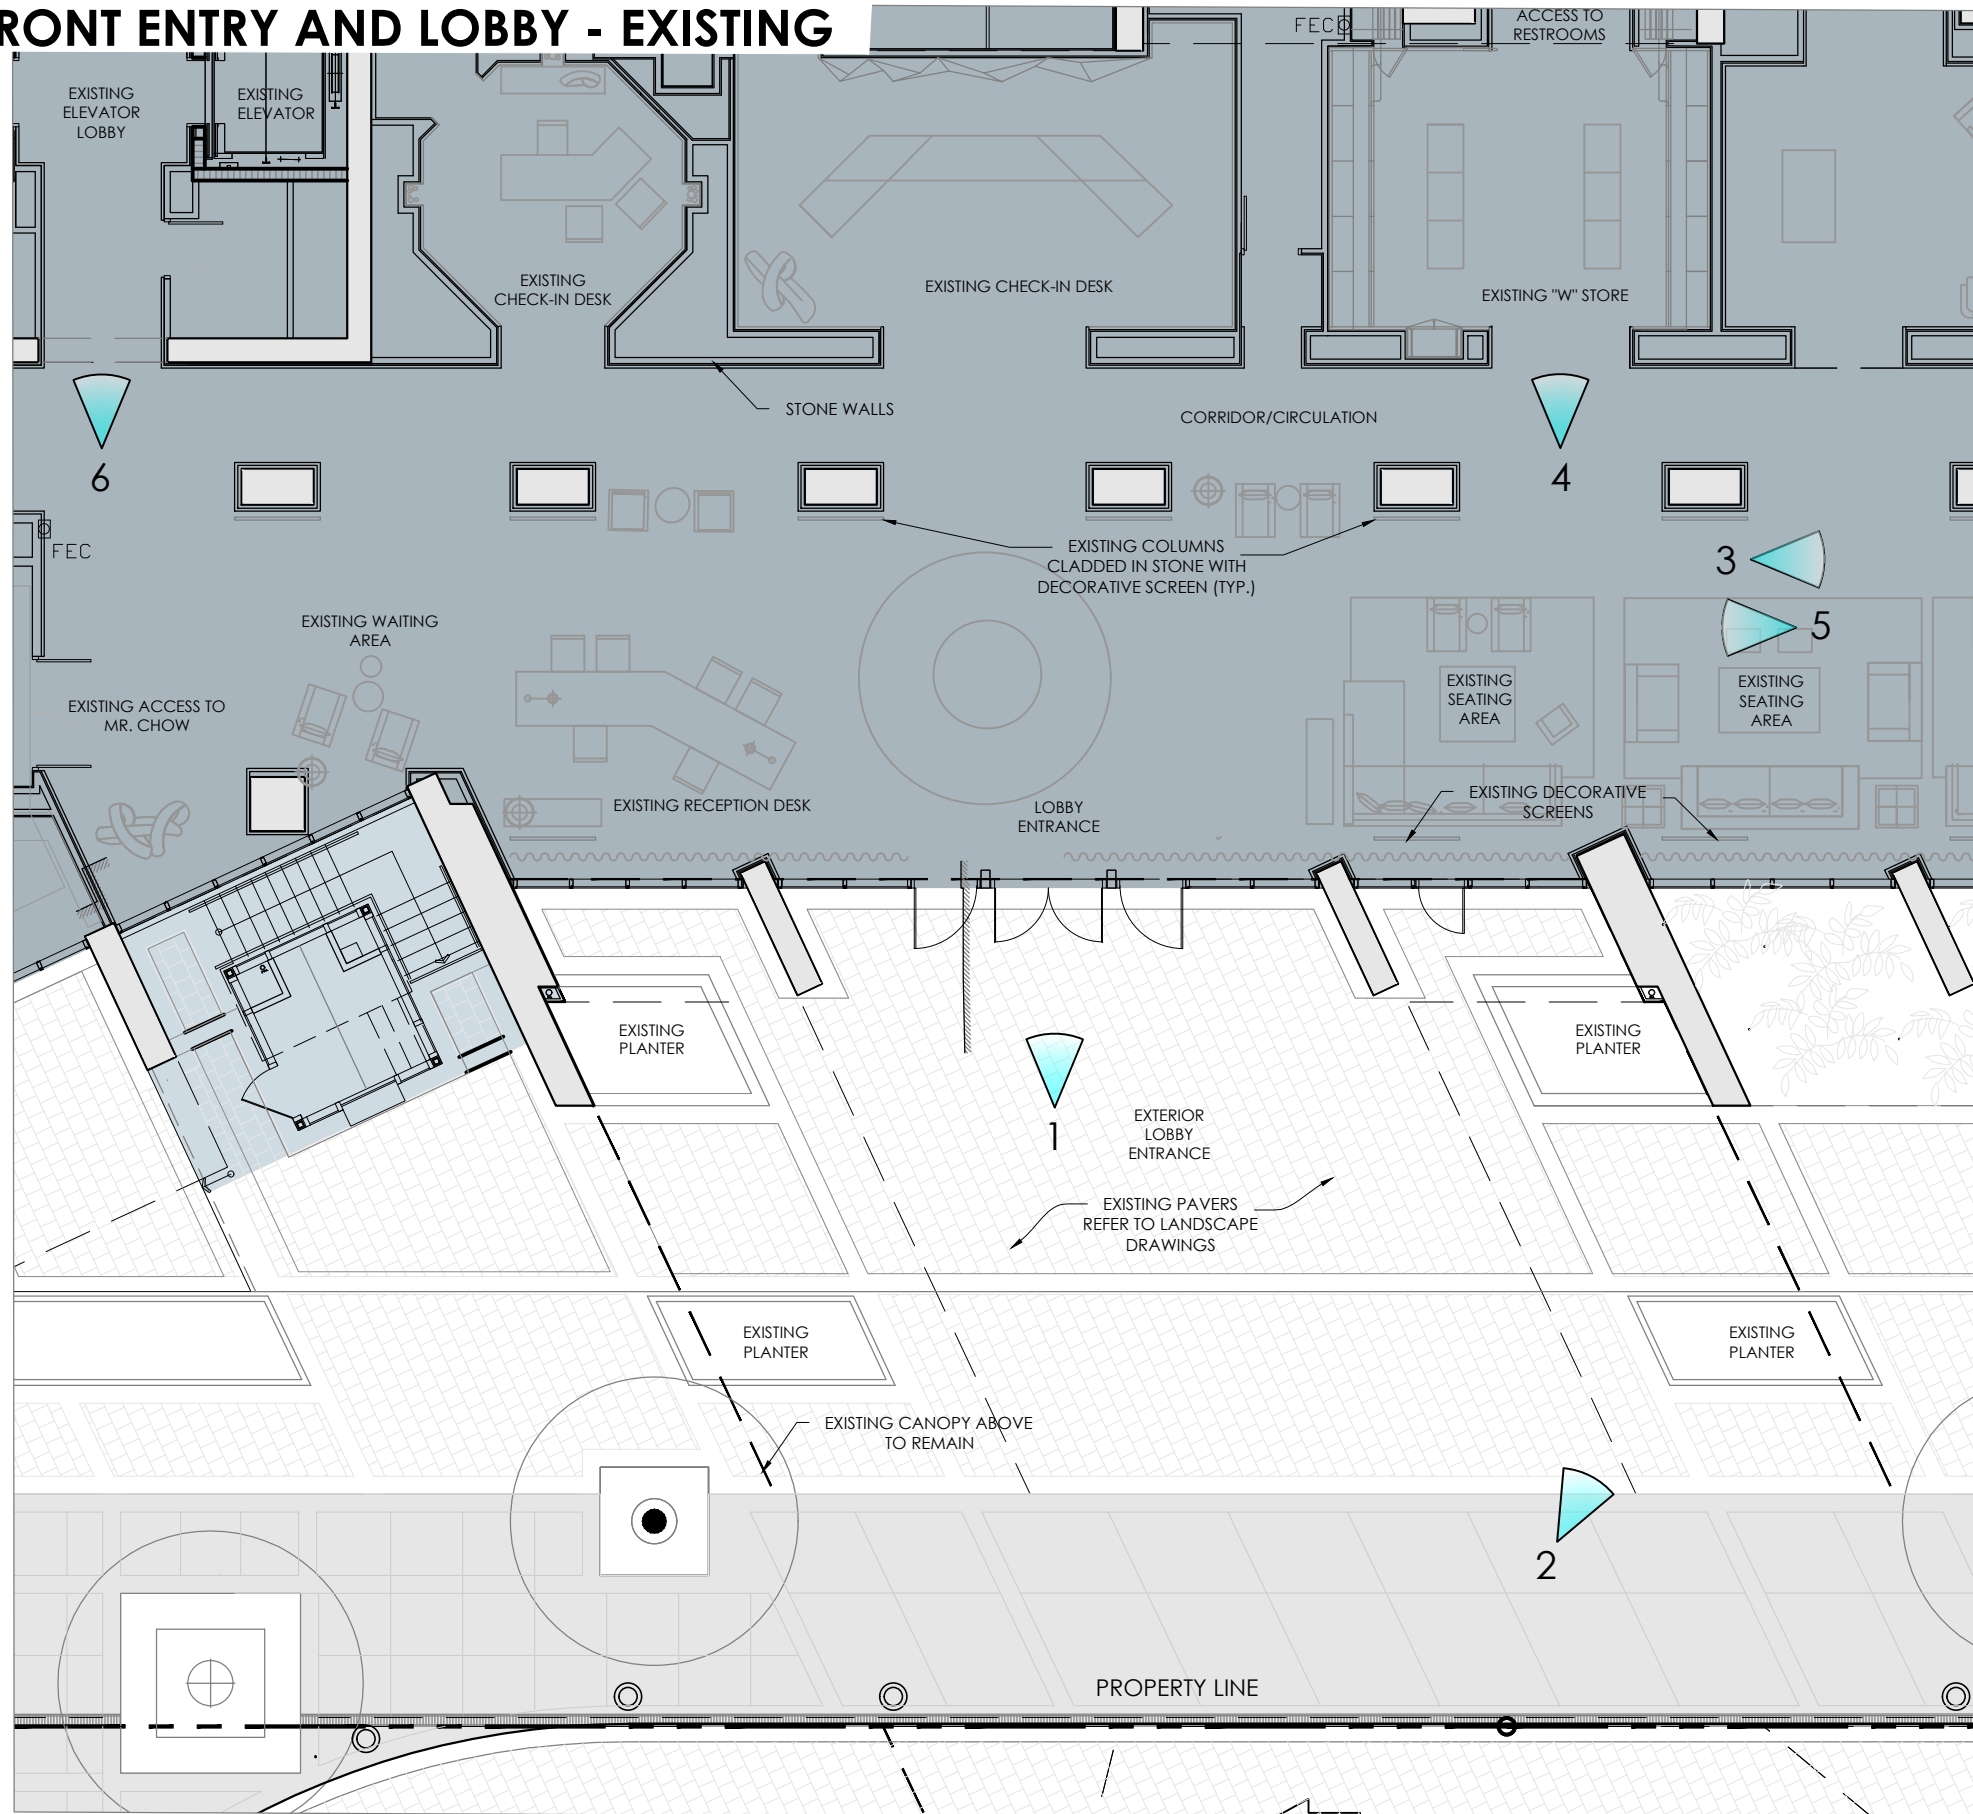 RONT ENTRY AND LOBBY - EXISTING
FEC
ACCESS TO
RESTROOMS
EXISTING
ELEVATOR
LOBBY
EXISTING
ELEVATOR
EXISTING
CHECK-IN DESK
EXISTING CHECK-IN DESK
EXISTING "W" STORE
STONE WALLS
CORRIDOR/CIRCULATION
6
4
FEC
EXISTING COLUMNS
CLADDED IN STONE WITH
DECORATIVE SCREEN (TYP.)
3
5
EXISTING WAITING
AREA
EXISTING ACCESS TO
MR. CHOW
EXISTING
SEATING
AREA
EXISTING
SEATING
AREA
EXISTING RECEPTION DESK
LOBBY
ENTRANCE
EXISTING DECORATIVE
SCREENS
EXISTING
PLANTER
EXISTING
PLANTER
1
EXTERIOR
LOBBY
ENTRANCE
EXISTING PAVERS
REFER TO LANDSCAPE
DRAWINGS
EXISTING
PLANTER
EXISTING
PLANTER
EXISTING CANOPY ABOVE
TO REMAIN
2
PROPERTY LINE